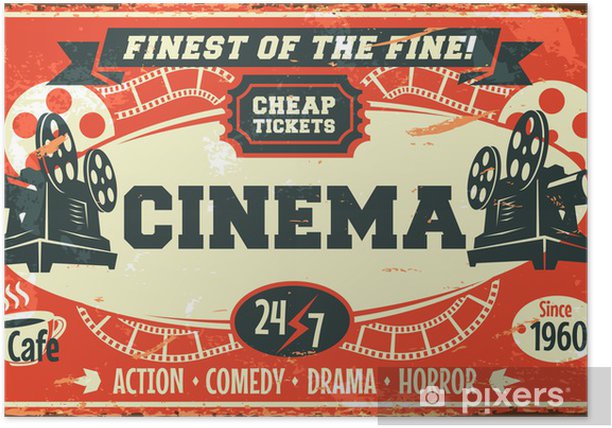 FINEST OF THE FINE!
CHEAP
TICKETS
CINEMA
24 7
Cafe
Since
1960
ACTION • COMEDY • DRAMA • HORROR
pixers